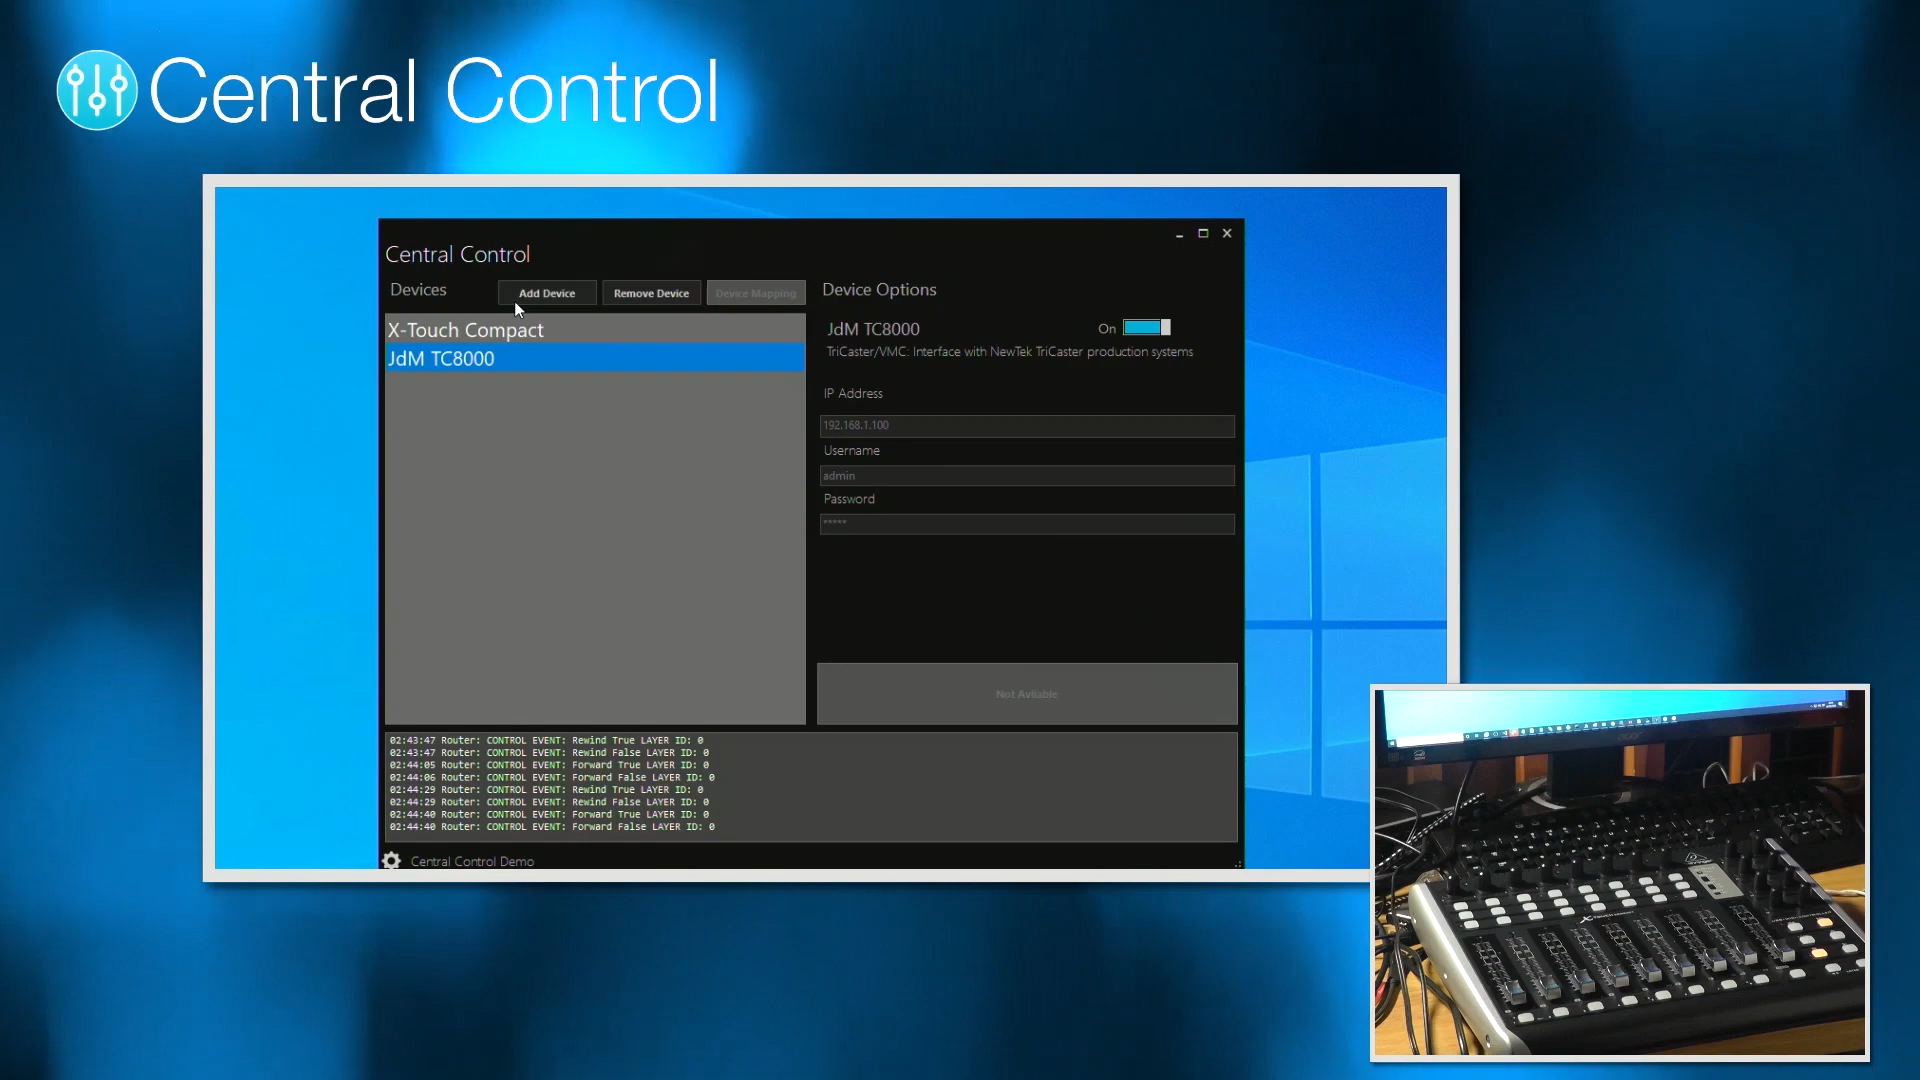 Central Control
Central Control
Devices
Add Device
Remove Device
Device Mapping
Device Options
X-Touch Compact
JdM TC8000
JdM TC8000
On
TriCaster/VMC: Interface with NewTek TriCaster production systems
IP Address
192.168.1.100
Username
admin
Password
*****
Not Avliable
02:43:47 Router: CONTROL EVENT: Rewind True LAYER ID: 0
02:43:47 Router: CONTROL EVENT: Rewind False LAYER ID: 0
02:44:05 Router: CONTROL EVENT: Forward True LAYER ID: 0
02:44:06 Router: CONTROL EVENT: Forward False LAYER ID: 0
02:44:29 Router: CONTROL EVENT: Rewind True LAYER ID: 0
02:44:29 Router: CONTROL EVENT: Rewind False LAYER ID: 0
02:44:40 Router: CONTROL EVENT: Forward True LAYER ID: 0
02:44:40 Router: CONTROL EVENT: Forward False LAYER ID: 0
Central Control Demo